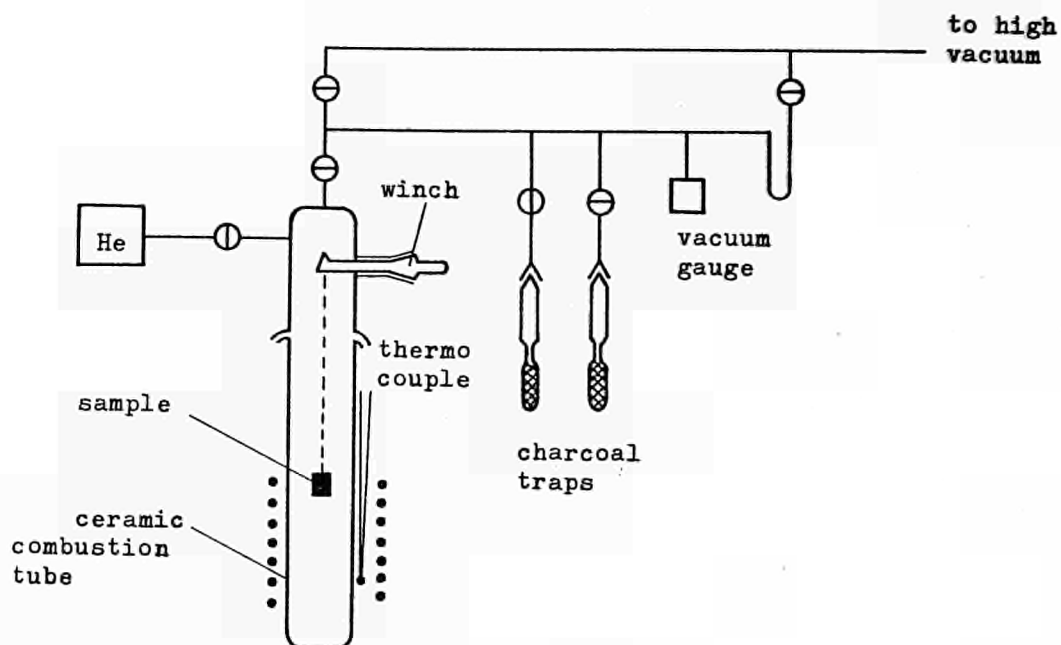 to high
vacuum
winch
He
vacuum
gauge
thermo
couple
sample
charcoal
traps
ceramic
combustion
tube